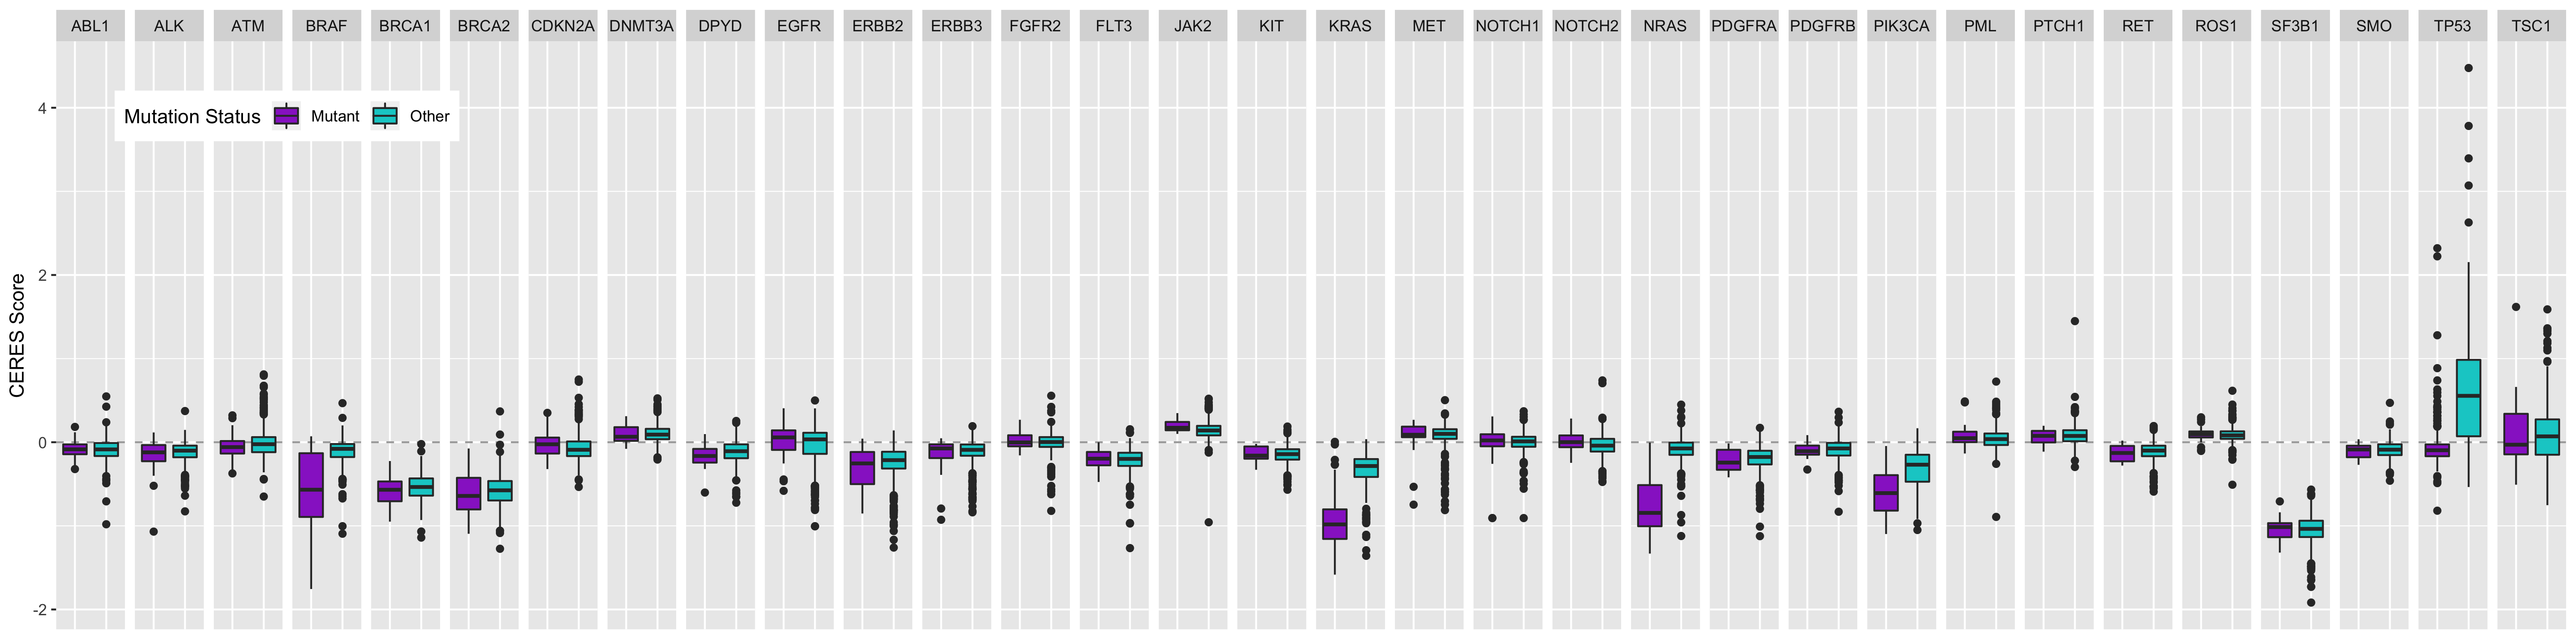 ABL1 ALK ATM BRAF BRCA1 BRCA2 CDKN2A DNMT3A DPYD EGFR ERBB2 ERBB3 FGFR2 FLT3 JAK2 KIT KRAS MET NOTCH1 NOTCH2 NRAS PDGFRA PDGFRB PIK3CA PML PTCH1 RET ROS1 SF3B1 SMO TP53 TSC1
4
Mutation Status Mutant Other
2
CERES Score
0
-2